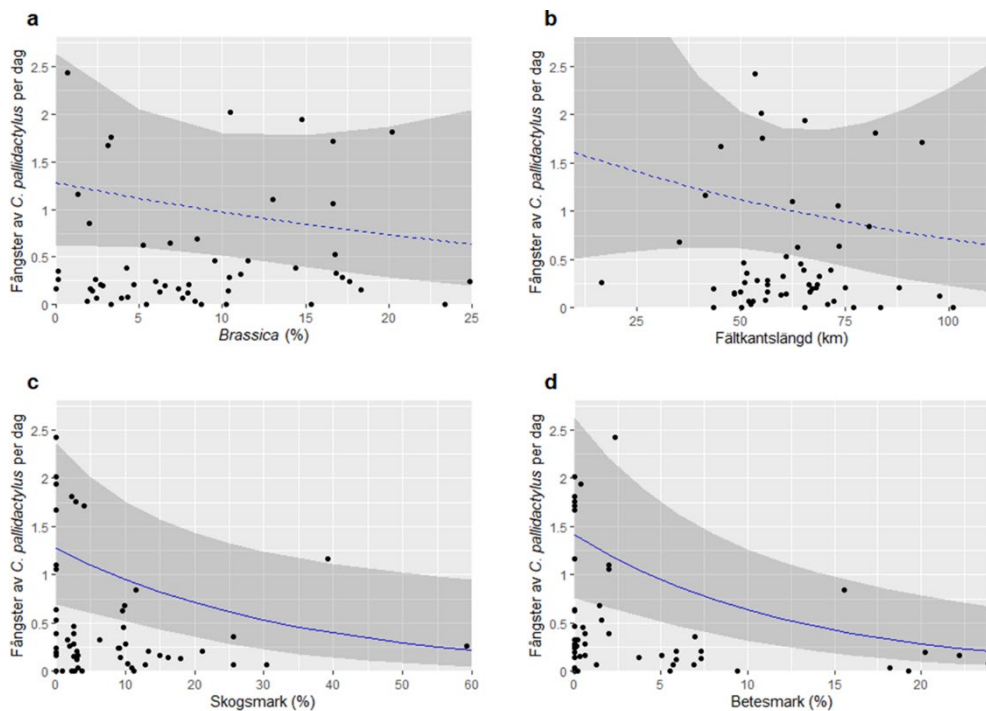 a
Fångster av C. pallidactylus per dag
2.5
2
1.5
1
0.5
0
0 5 10 15 20 25
Brassica (%)
b
Fångster av C. pallidactylus per dag
2.5
2
1.5
1
0.5
0
25 50 75 100
Fältkantslängd (km)
c
Fångster av C. pallidactylus per dag
2.5
2
1.5
1
0.5
0
0 10 20 30 40 50 60
Skogsmark (%)
d
Fångster av C. pallidactylus per dag
2.5
2
1.5
1
0.5
0
0 5 10 15 20
Betesmark (%)